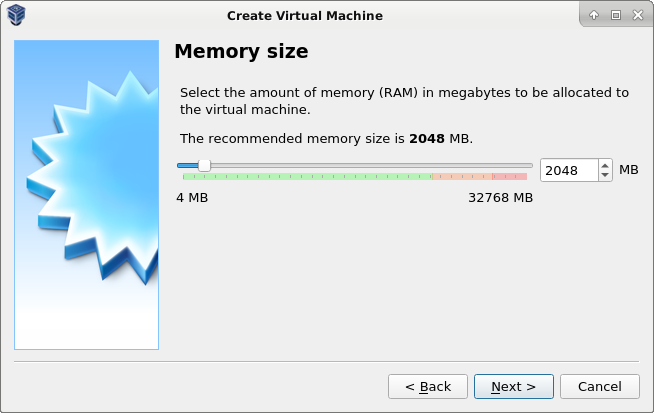 Create Virtual Machine
Memory size
Select the amount of memory (RAM) in megabytes to be allocated to
the virtual machine.
The recommended memory size is 2048 MB.
2048 MB
4 MB 32768 MB
< Back Next > Cancel